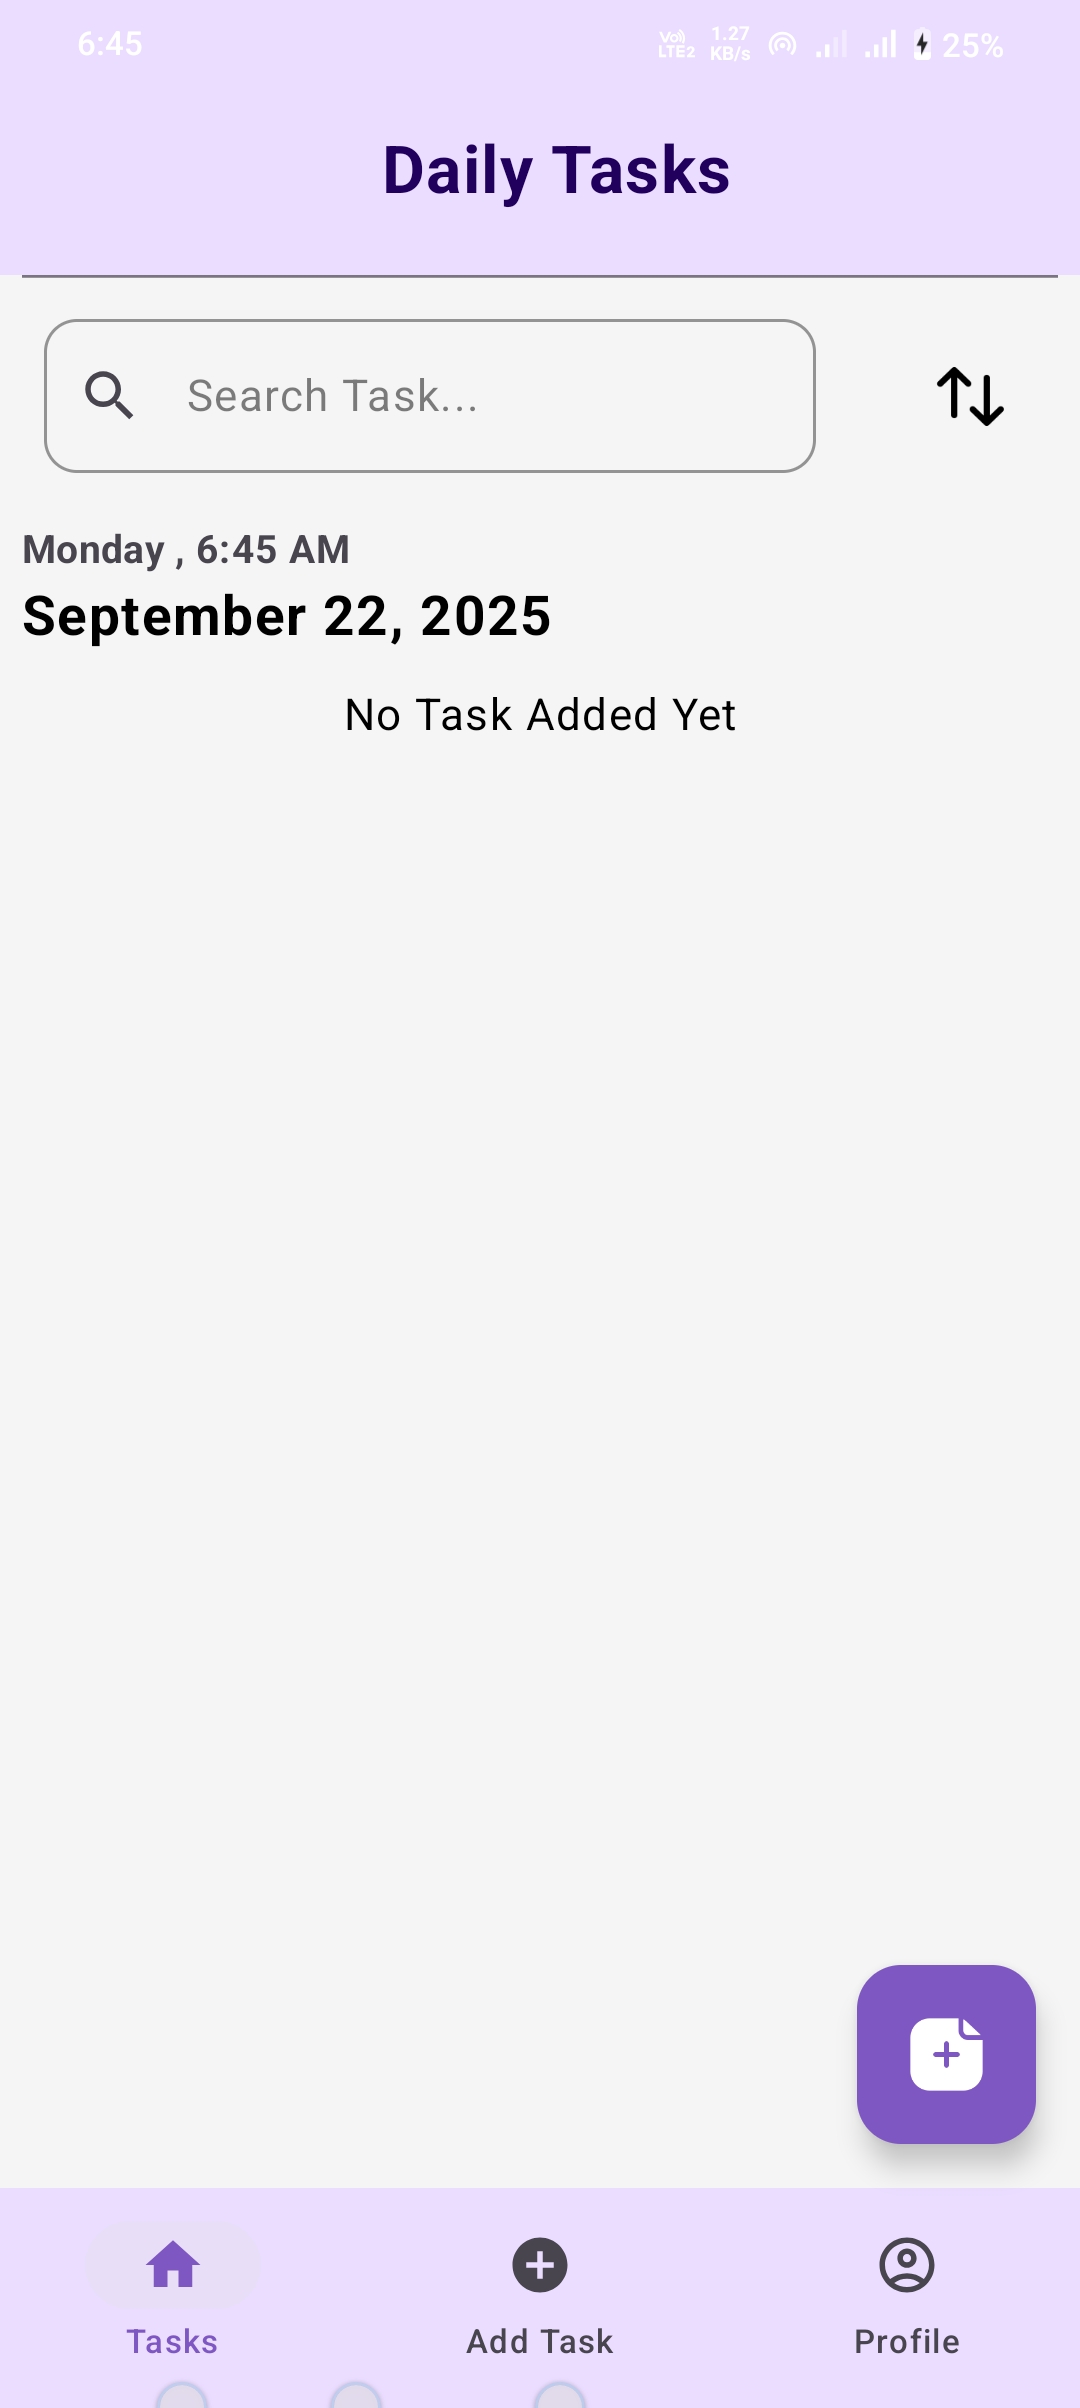 6:45
Vo)) 1.27
LTE2 KB/s 25%
Daily Tasks
Search Task...
Monday , 6:45 AM
September 22, 2025
No Task Added Yet
Tasks Add Task Profile